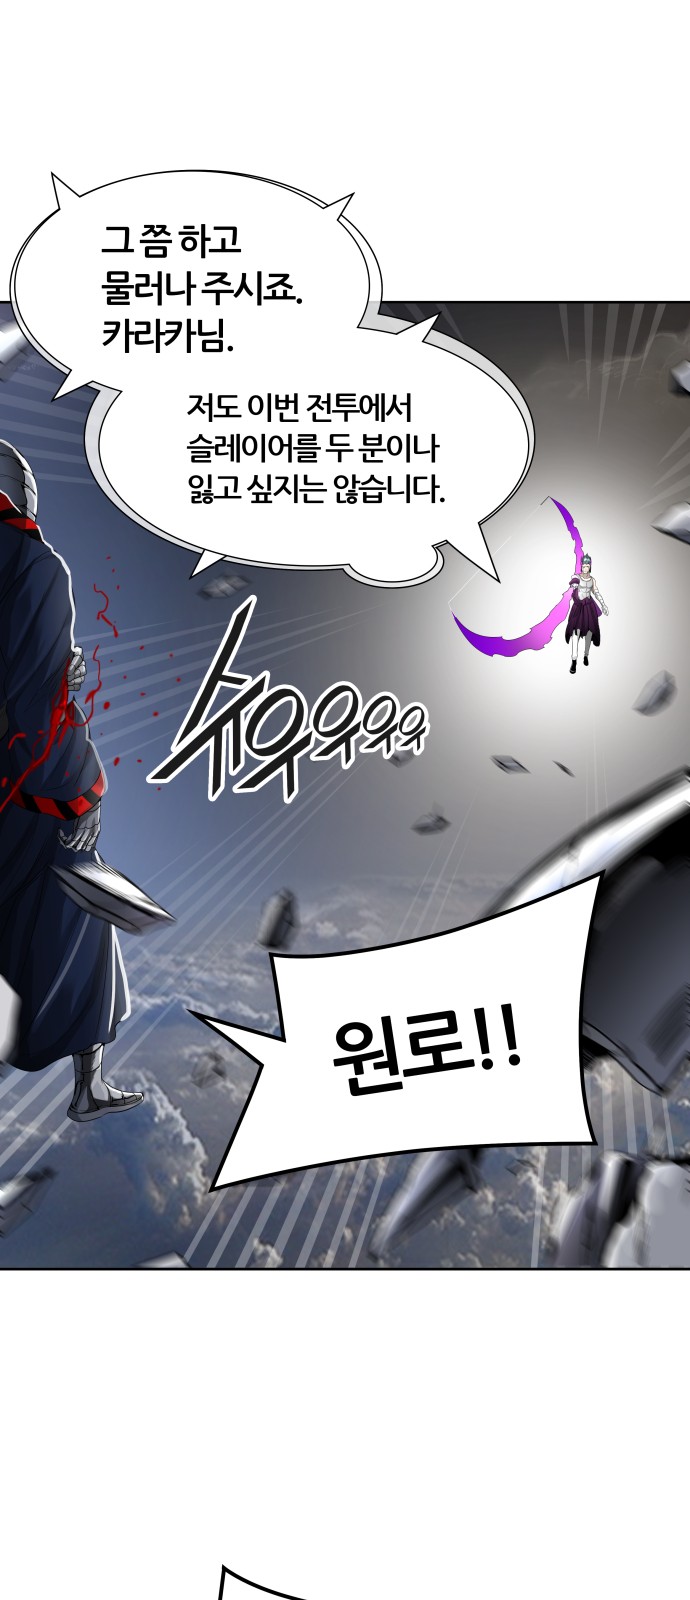 그 쯤 하고
물러나 주시죠.
카라카님.
저도 이번 전투에서
슬레이어를 두 분이나
잃고 싶지는 않습니다.
슈우우우우
원로!!